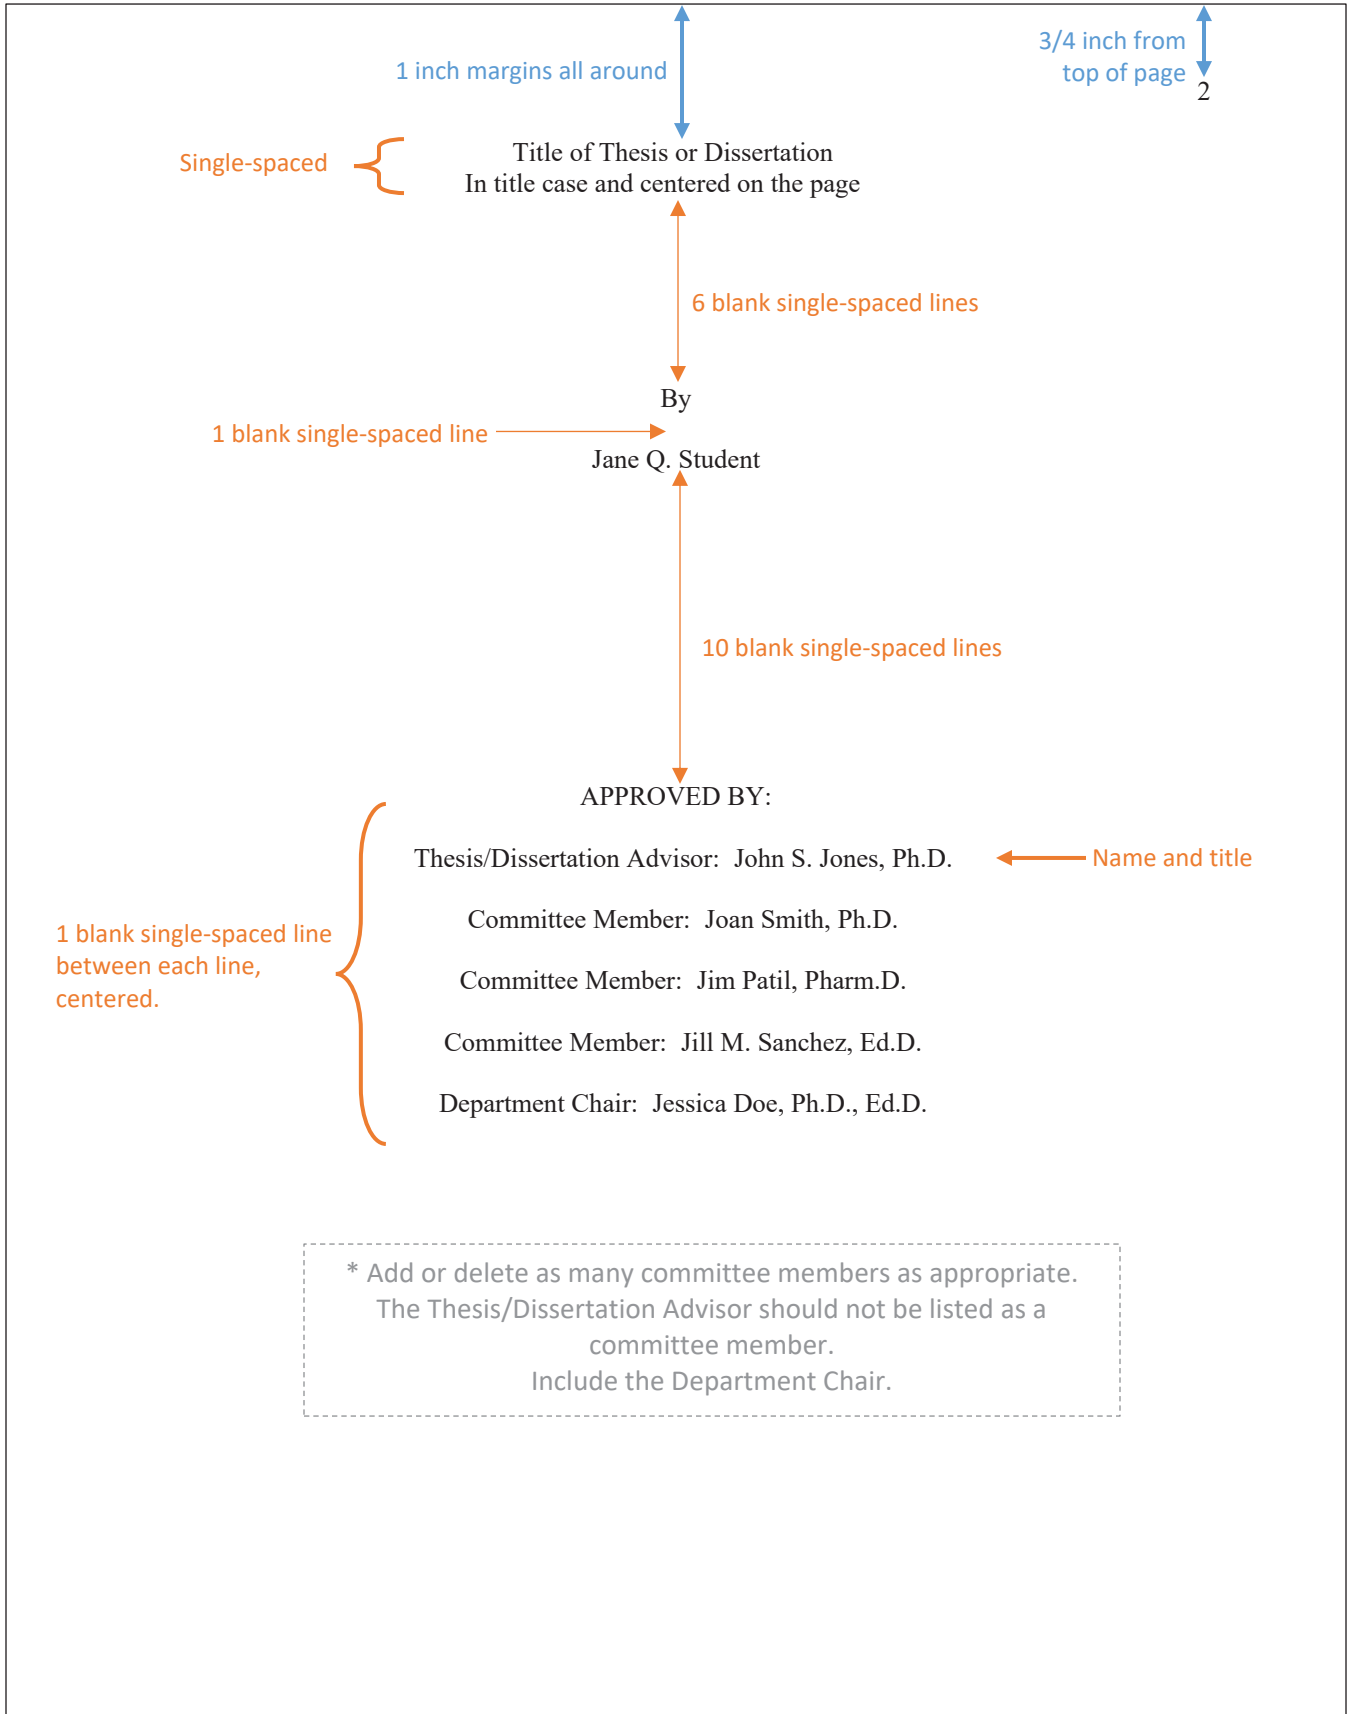 1 inch margins all around
3/4 inch from
top of page
2
Single-spaced
Title of Thesis or Dissertation
In title case and centered on the page
6 blank single-spaced lines
By
1 blank single-spaced line
Jane Q. Student
10 blank single-spaced lines
APPROVED BY:
Thesis/Dissertation Advisor:  John S. Jones, Ph.D.
Name and title
Committee Member:  Joan Smith, Ph.D.
1 blank single-spaced line
between each line,
centered.
Committee Member:  Jim Patil, Pharm.D.
Committee Member:  Jill M. Sanchez, Ed.D.
Department Chair:  Jessica Doe, Ph.D., Ed.D.
* Add or delete as many committee members as appropriate.
The Thesis/Dissertation Advisor should not be listed as a
committee member.
Include the Department Chair.